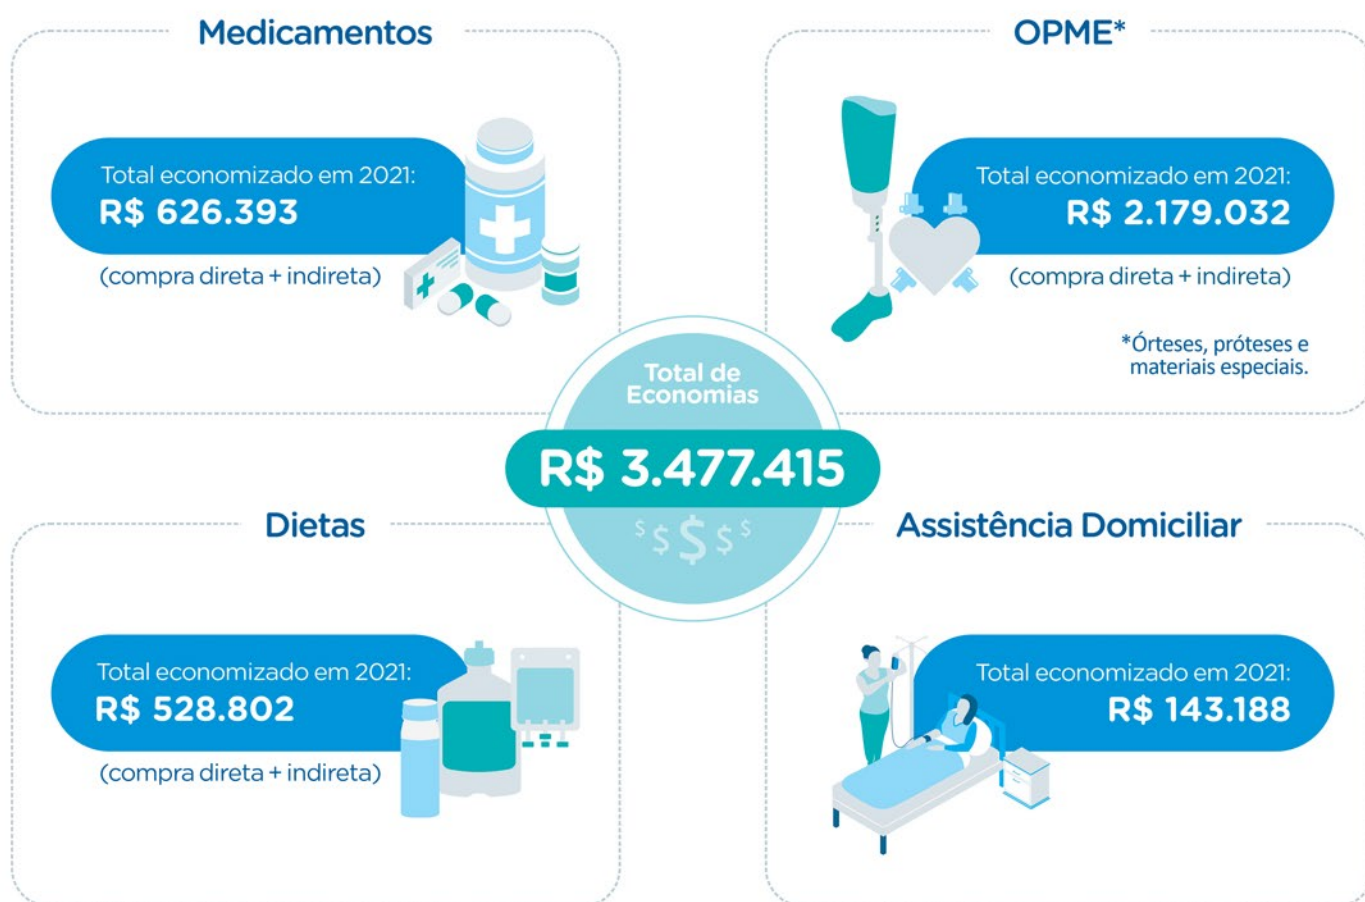 Medicamentos
Total economizado em 2021:
R$ 626.393
(compra direta + indireta)
OPME*
Total economizado em 2021:
R$ 2.179.032
(compra direta + indireta)
*Órteses, próteses e
materiais especiais.
Total de
Economias
R$ 3.477.415
$ $ $ $ $
Dietas
Total economizado em 2021:
R$ 528.802
(compra direta + indireta)
Assistência Domiciliar
Total economizado em 2021:
R$ 143.188